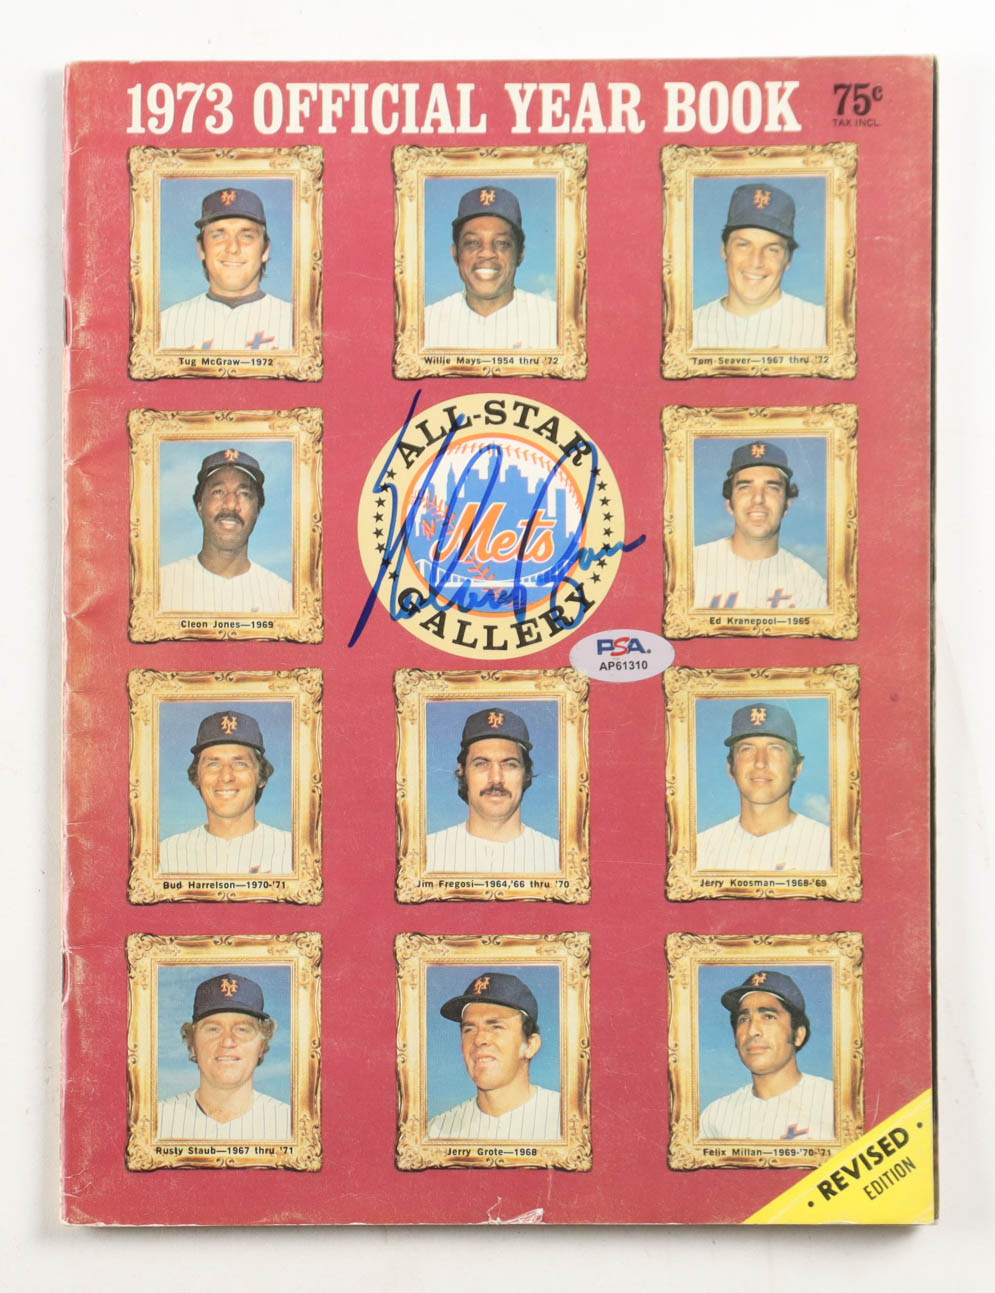 1973 OFFICIAL YEAR BOOK
75¢
TAX INCL.
Tug McGraw—1972
Willie Mays—1954 thru '72
Tom Seaver—1967 thru '72
ALL-STAR
Mets
GALLERY
Cleon Jones—1969
Ed Kranepool—1965
PSA.
AP61310
Bud Harrelson—1970-'71
Jim Fregosi—1964,'66 thru '70
Jerry Koosman—1968-'69
Rusty Staub—1967 thru '71
Jerry Grote—1968
Felix Millan—1969-'70-'71
• REVISED •
EDITION